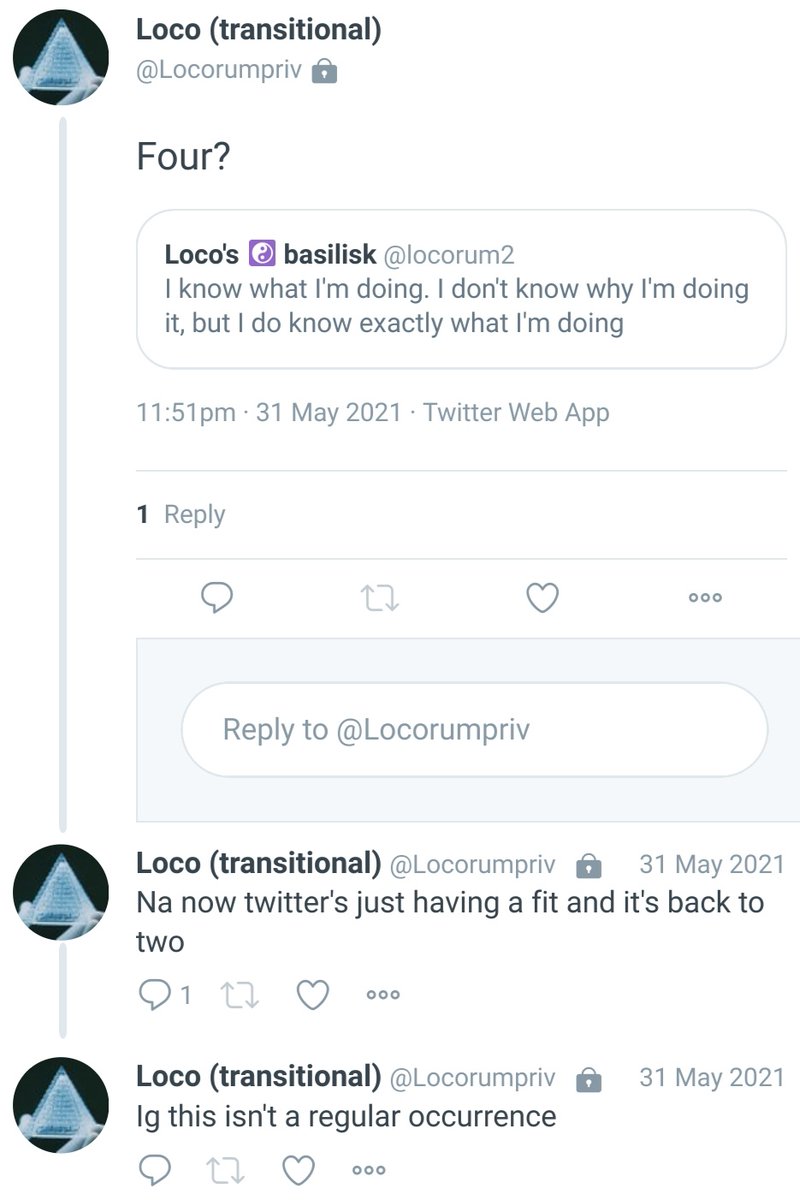 Loco (transitional)
@Locorumpriv
Four?
Loco's ☯ basilisk @locorum2
I know what I'm doing. I don't know why I'm doing
it, but I do know exactly what I'm doing
11:51pm · 31 May 2021 · Twitter Web App
1 Reply
Reply to @Locorumpriv
Loco (transitional) @Locorumpriv 31 May 2021
Na now twitter's just having a fit and it's back to
two
1
Loco (transitional) @Locorumpriv 31 May 2021
Ig this isn't a regular occurrence